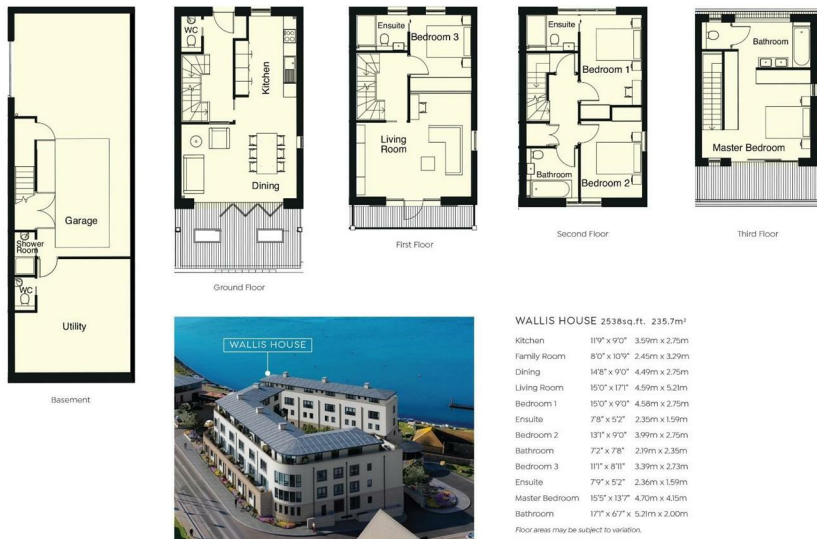 WC
Kitchen
Dining
Ground Floor
Ensuite
Bedroom 3
Living
Room
First Floor
Ensuite
Bedroom 1
Bathroom
Bedroom 2
Second Floor
Bathroom
Master Bedroom
Third Floor
Garage
Shower
Room
WC
Utility
Basement
WALLIS HOUSE
WALLIS HOUSE 2538sq.ft. 235.7m²
Kitchen 11'9" x 9'0" 3.59m x 2.75m
Family Room 8'0" x 10'9" 2.45m x 3.29m
Dining 14'8" x 9'0" 4.49m x 2.75m
Living Room 15'0" x 17'1" 4.59m x 5.21m
Bedroom 1 15'0" x 9'0" 4.58m x 2.75m
Ensuite 7'8" x 5'2" 2.35m x 1.59m
Bedroom 2 13'1" x 9'0" 3.99m x 2.75m
Bathroom 7'2" x 7'8" 2.19m x 2.35m
Bedroom 3 11'1" x 8'11" 3.39m x 2.73m
Ensuite 7'9" x 5'2" 2.36m x 1.59m
Master Bedroom 15'5" x 13'7" 4.70m x 4.15m
Bathroom 17'1" x 6'7" x 5.21m x 2.00m
Floor areas may be subject to variation.